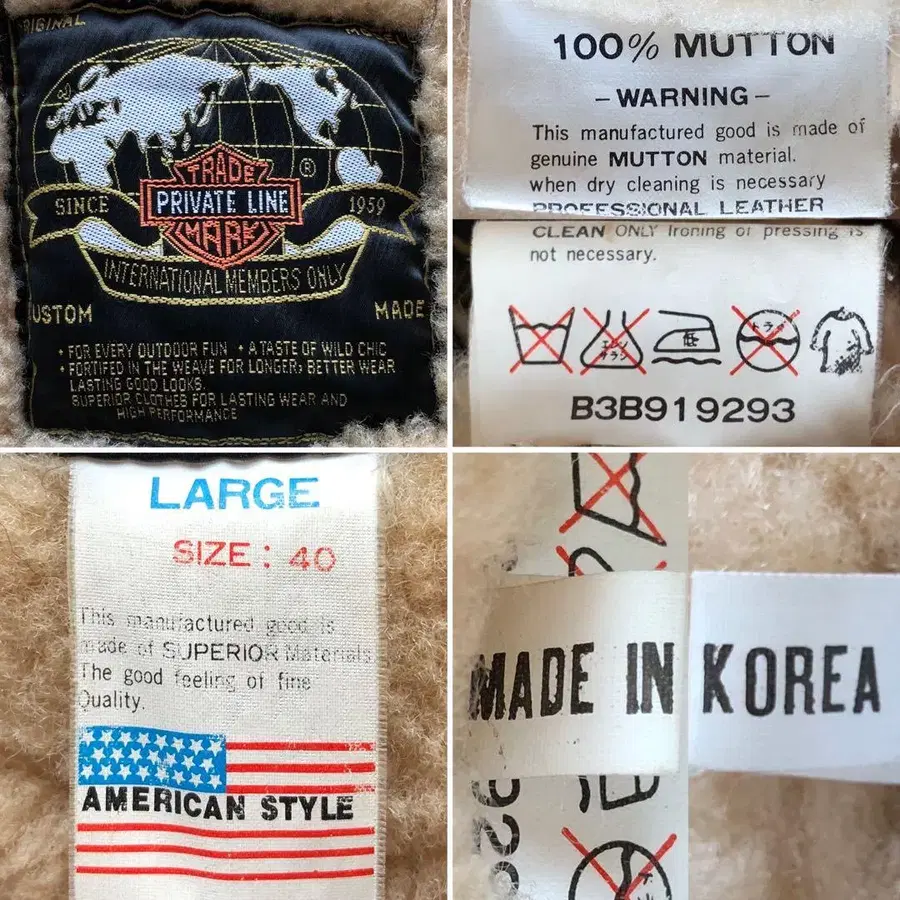 ORIGINAL
TRADE
®
SINCE
PRIVATE LINE
1959
MARK
INTERNATIONAL MEMBERS ONLY
CUSTOM
MADE
• FOR EVERY OUTDOOR FUN • A TASTE OF WILD CHIC
• FORTIFIED IN THE WEAVE FOR LONGER, BETTER WEAR
LASTING GOOD LOOKS.
SUPERIOR CLOTHES FOR LASTING WEAR AND
HIGH PERFORMANCE
100% MUTTON
– WARNING –
This manufactured good is made of
genuine MUTTON material.
when dry cleaning is necessary
PROFESSIONAL LEATHER
CLEAN ONLY Ironing or pressing is
not necessary.
エンソ
サラシ
低
ドライ
B3B919293
LARGE
SIZE : 40
This manufactured good is
made of SUPERIOR Materials
The good feeling of fine
Quality.
AMERICAN STYLE
MADE IN KOREA